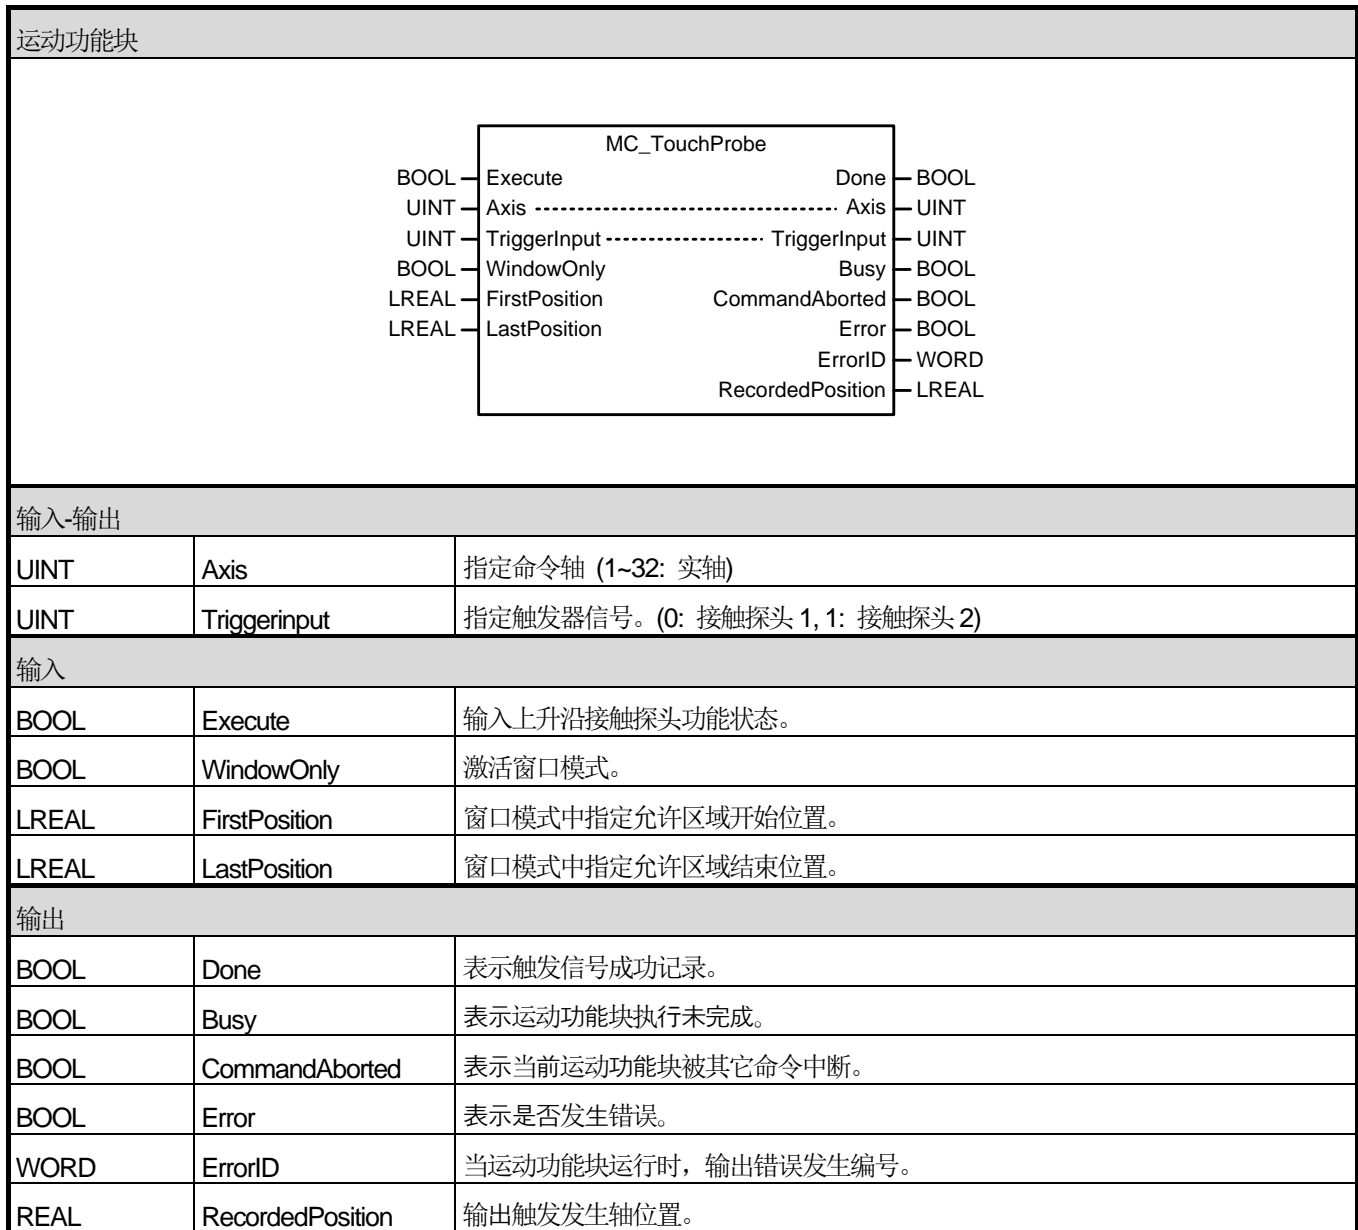 运动功能块
MC_TouchProbe
BOOL Execute Done BOOL
UINT Axis Axis UINT
UINT TriggerInput TriggerInput UINT
BOOL WindowOnly Busy BOOL
LREAL FirstPosition CommandAborted BOOL
LREAL LastPosition Error BOOL
ErrorID WORD
RecordedPosition LREAL
输入-输出
UINT Axis 指定命令轴 (1~32: 实轴)
UINT Triggerinput 指定触发器信号。(0: 接触探头 1, 1: 接触探头 2)
输入
BOOL Execute 输入上升沿接触探头功能状态。
BOOL WindowOnly 激活窗口模式。
LREAL FirstPosition 窗口模式中指定允许区域开始位置。
LREAL LastPosition 窗口模式中指定允许区域结束位置。
输出
BOOL Done 表示触发信号成功记录。
BOOL Busy 表示运动功能块执行未完成。
BOOL CommandAborted 表示当前运动功能块被其它命令中断。
BOOL Error 表示是否发生错误。
WORD ErrorID 当运动功能块运行时，输出错误发生编号。
REAL RecordedPosition 输出触发发生轴位置。